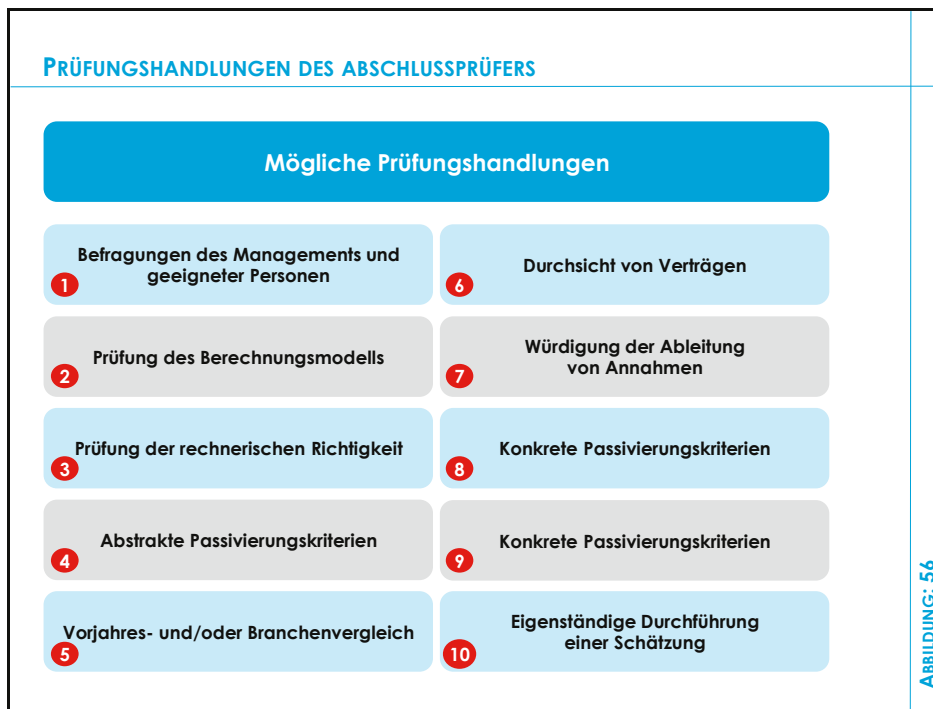 PRÜFUNGSHANDLUNGEN DES ABSCHLUSSPRÜFERS
Mögliche Prüfungshandlungen
Befragungen des Managements und
geeigneter Personen
1
Prüfung des Berechnungsmodells
2
Prüfung der rechnerischen Richtigkeit
3
Abstrakte Passivierungskriterien
4
Vorjahres- und/oder Branchenvergleich
5
Durchsicht von Verträgen
6
Würdigung der Ableitung
von Annahmen
7
Konkrete Passivierungskriterien
8
Konkrete Passivierungskriterien
9
Eigenständige Durchführung
einer Schätzung
10
ABBILDUNG: 56